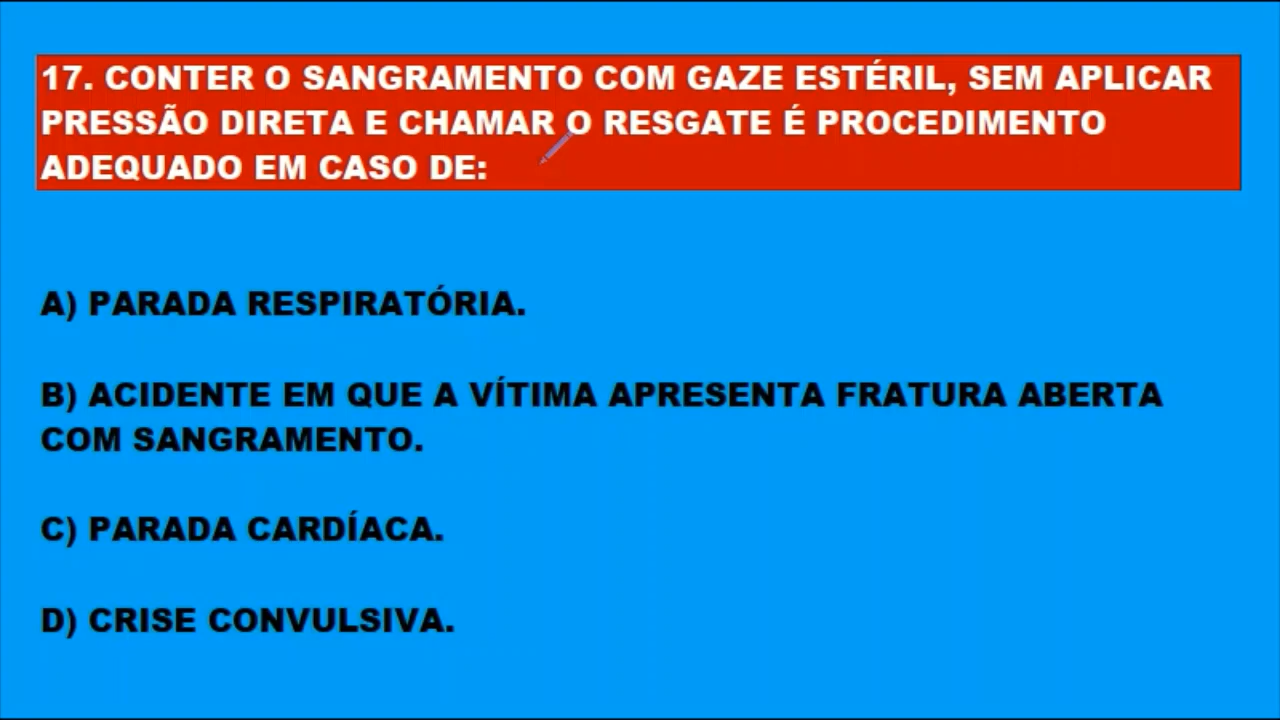 17. CONTER O SANGRAMENTO COM GAZE ESTÉRIL, SEM APLICAR
PRESSÃO DIRETA E CHAMAR O RESGATE É PROCEDIMENTO
ADEQUADO EM CASO DE:
A) PARADA RESPIRATÓRIA.
B) ACIDENTE EM QUE A VÍTIMA APRESENTA FRATURA ABERTA
COM SANGRAMENTO.
C) PARADA CARDÍACA.
D) CRISE CONVULSIVA.